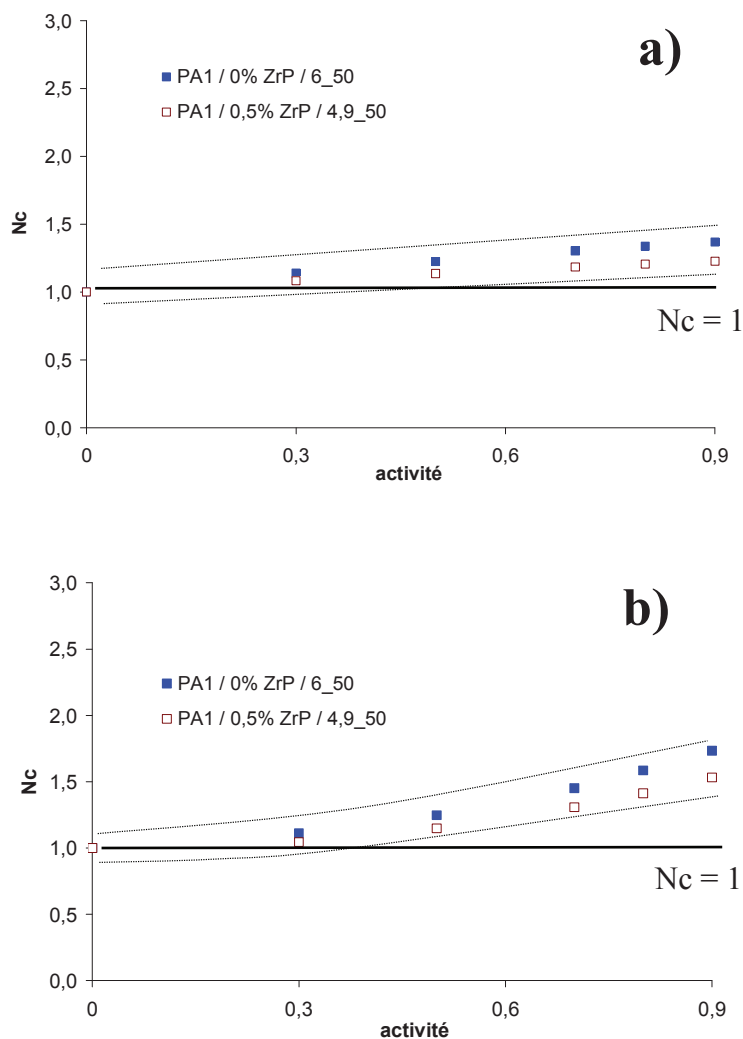 a)
3,0
2,5
2,0
1,5
1,0
0,5
0,0
Nc
PA1 / 0% ZrP / 6_50
PA1 / 0,5% ZrP / 4,9_50
Nc = 1
0 0,3 0,6 0,9
activité
b)
3,0
2,5
2,0
1,5
1,0
0,5
0,0
Nc
PA1 / 0% ZrP / 6_50
PA1 / 0,5% ZrP / 4,9_50
Nc = 1
0 0,3 0,6 0,9
activité